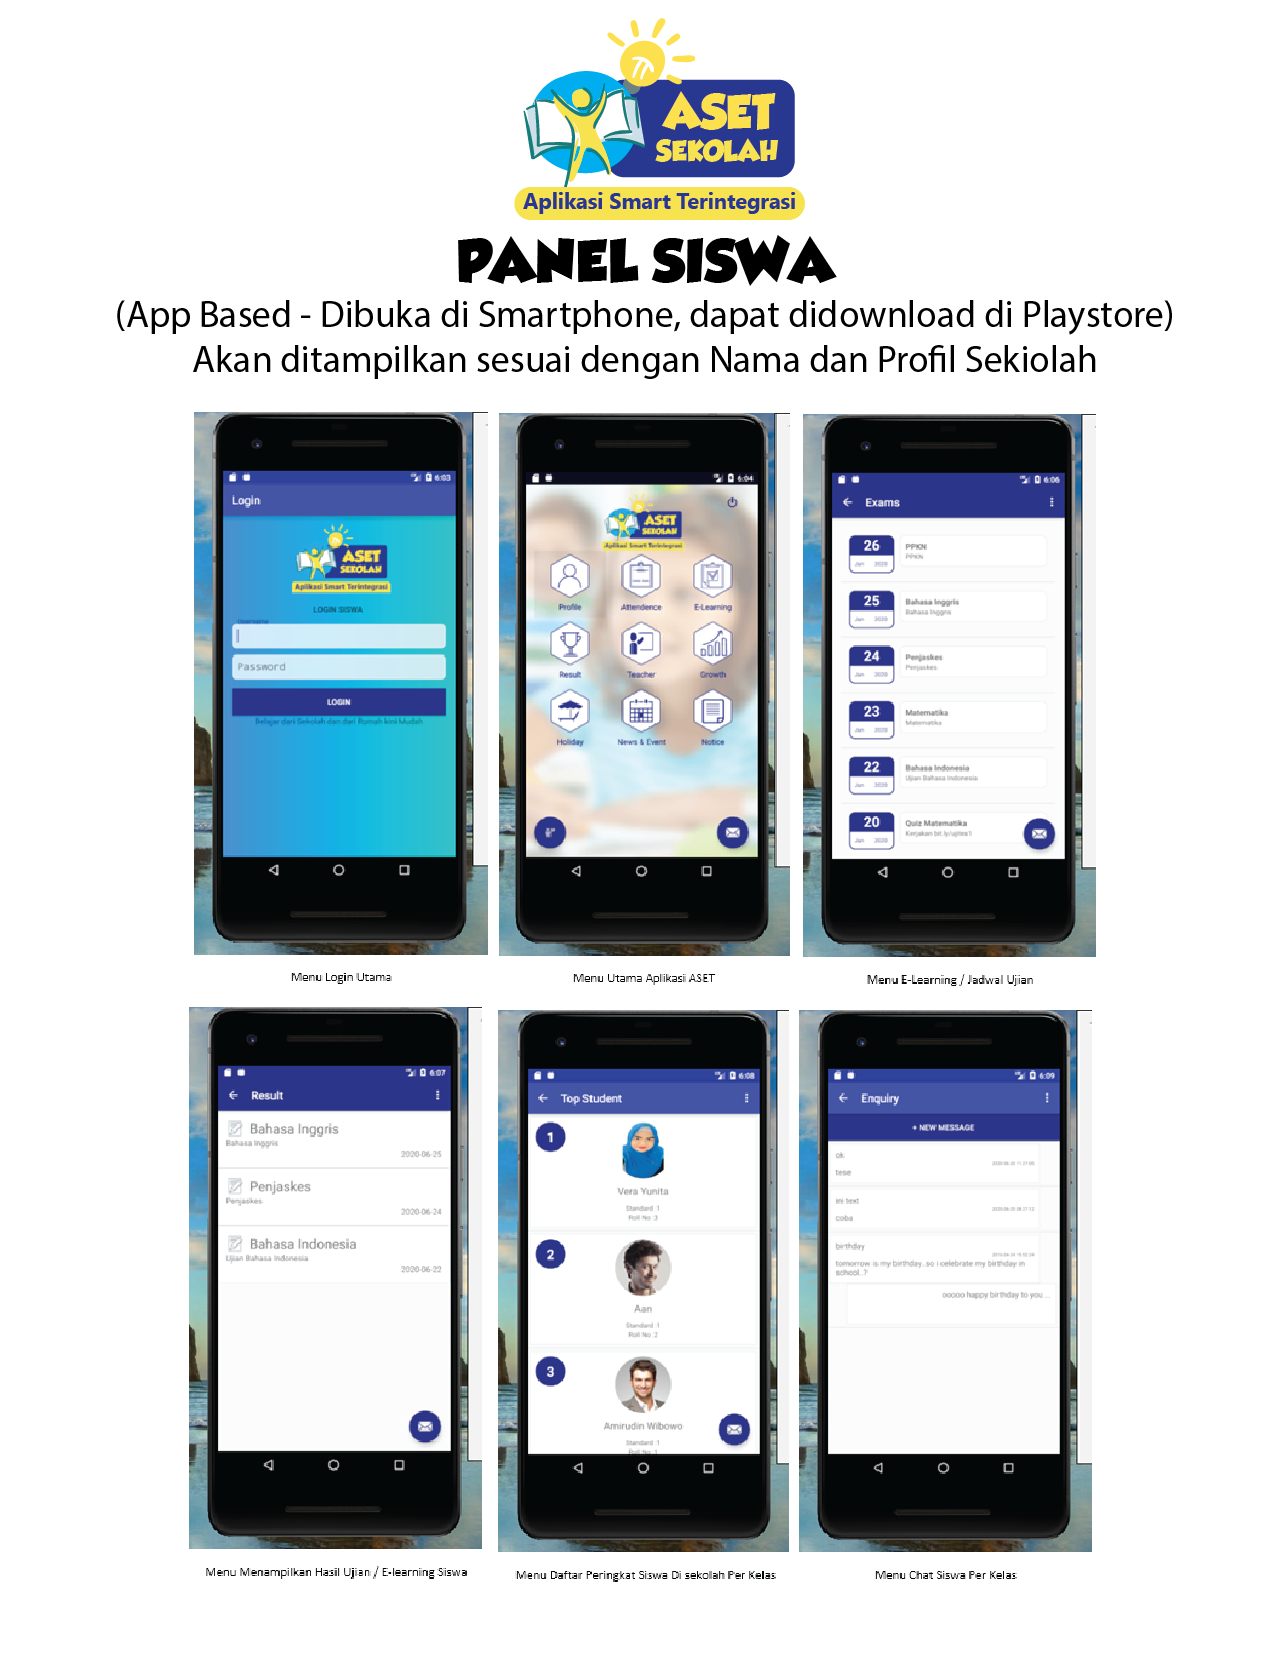 ASET
SEKOLAH
Aplikasi Smart Terintegrasi
PANEL SISWA
(App Based - Dibuka di Smartphone, dapat didownload di Playstore)
Akan ditampilkan sesuai dengan Nama dan Profil Sekiolah
6:03
Login
ASET
SEKOLAH
Aplikasi Smart Terintegrasi
LOGIN SISWA
Username
Password
LOGIN
Belajar dari Sekolah dan dari Rumah kini Mudah
Menu Login Utama
6:04
ASET
SEKOLAH
Aplikasi Smart Terintegrasi
Profile Attendence E-Learning
Result Teacher Growth
Holiday News & Event Notice
Menu Utama Aplikasi ASET
6:06
Exams
26 PPKN
Jun 2020 PPKN
25 Bahasa Inggris
Jun 2020 Bahasa Inggris
24 Penjaskes
Jun 2020 Penjaskes
23 Matematika
Jun 2020 Matematika
22 Bahasa Indonesia
Jun 2020 Ujian Bahasa Indonesia
20 Quiz Matematika
Jun 2020 Kerjakan
Menu E-Learning / Jadwal Ujian
6:07
Result
Bahasa Inggris
Bahasa Inggris
2020-06-25
Penjaskes
Penjaskes
2020-06-24
Bahasa Indonesia
Ujian Bahasa Indonesia
2020-06-22
Menu Menampilkan Hasil Ujian / E-learning Siswa
6:08
Top Student
1
Vera Yunita
Standard :1
Roll No :3
2
Aan
Standard :1
Roll No :2
3
Amirudin Wibowo
Standard :1
Roll No :1
Menu Daftar Peringkat Siswa Di sekolah Per Kelas
6:09
Enquiry
+ NEW MESSAGE
ok
tese
ini text
coba
birthday
tomorrow is my birthday..so i celebrate my birthday in
school..?
ooooo happy birthday to you ...
Menu Chat Siswa Per Kelas